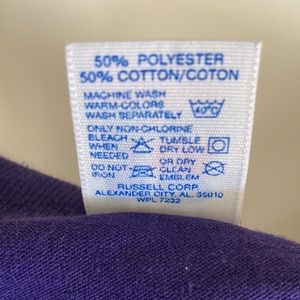 50% POLYESTER
50% COTTON/COTON
MACHINE WASH
WARM-COLORS
WASH SEPARATELY
40°C
ONLY NON-CHLORINE
BLEACH
WHEN
NEEDED
TUMBLE
DRY LOW
DO NOT
IRON
OR DRY
CLEAN
EMBLEM
RUSSELL CORP.
ALEXANDER CITY, AL. 35010
WPL 7232